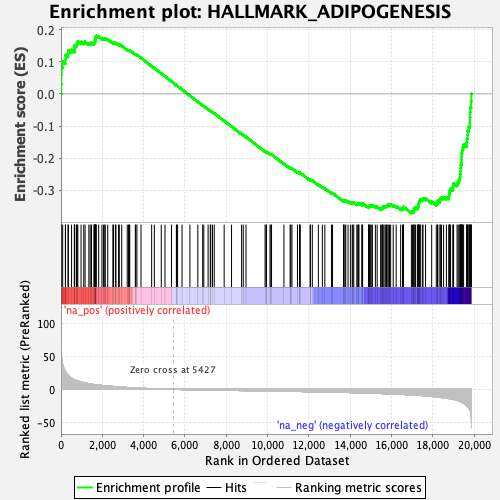 Enrichment plot: HALLMARK_ADIPOGENESIS
Enrichment score (ES)
0.2
0.1
0.0
-0.1
-0.2
-0.3
'na_pos' (positively correlated)
Ranked list metric (PreRanked)
100
50
0
-50
Zero cross at 5427
'na_neg' (negatively correlated)
0
2,000
4,000
6,000
8,000
10,000
12,000
14,000
16,000
18,000
20,000
Rank in Ordered Dataset
Enrichment profile
Hits
Ranking metric scores